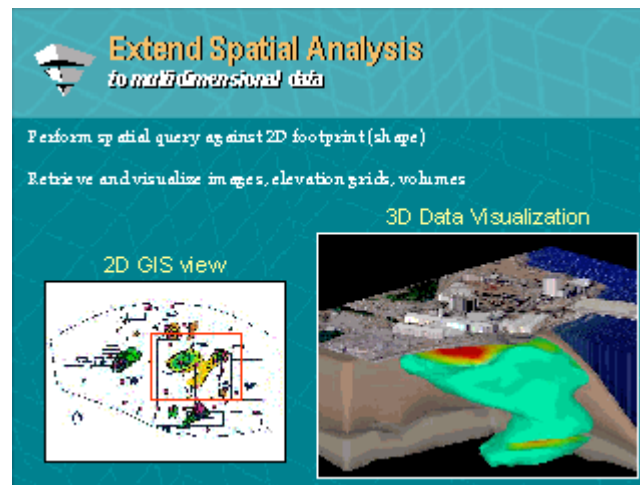 Extend Spatial Analysis
to multidimensional data
Perform spatial query against 2D footprint (shape)
Retrieve and visualize images, elevation grids, volumes
3D Data Visualization
2D GIS view